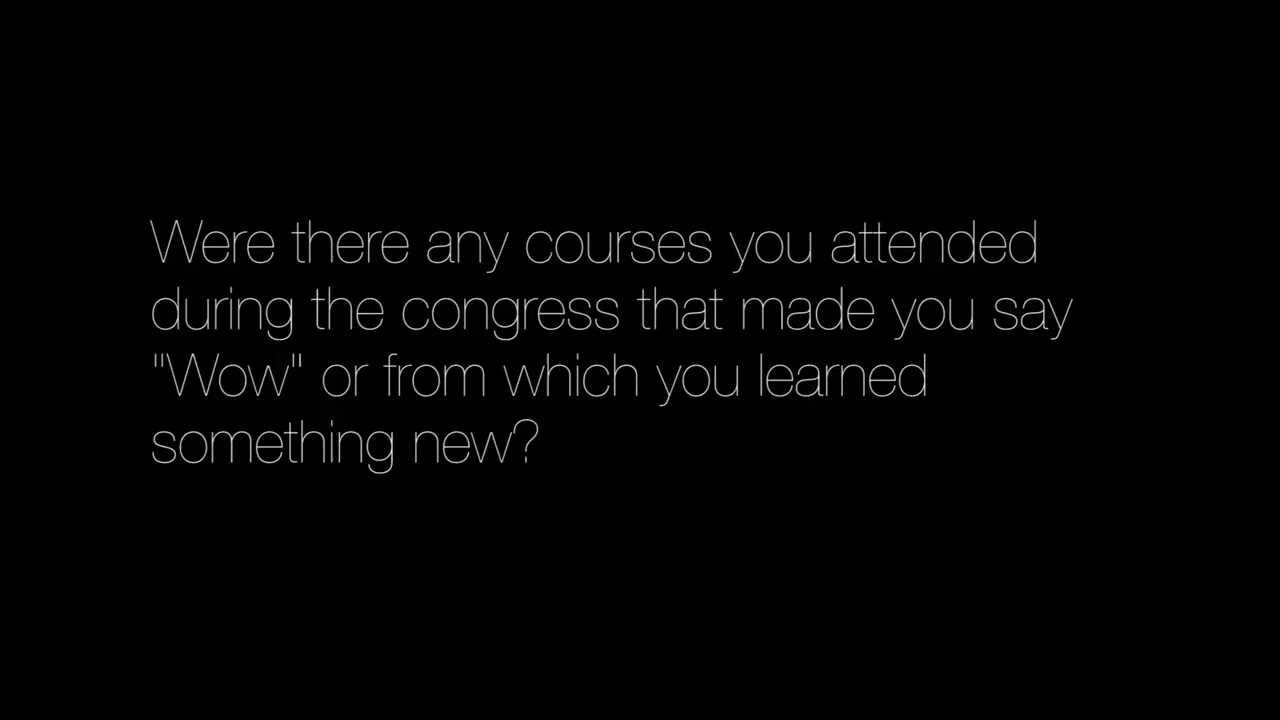 Were there any courses you attended
during the congress that made you say
"Wow" or from which you learned
something new?